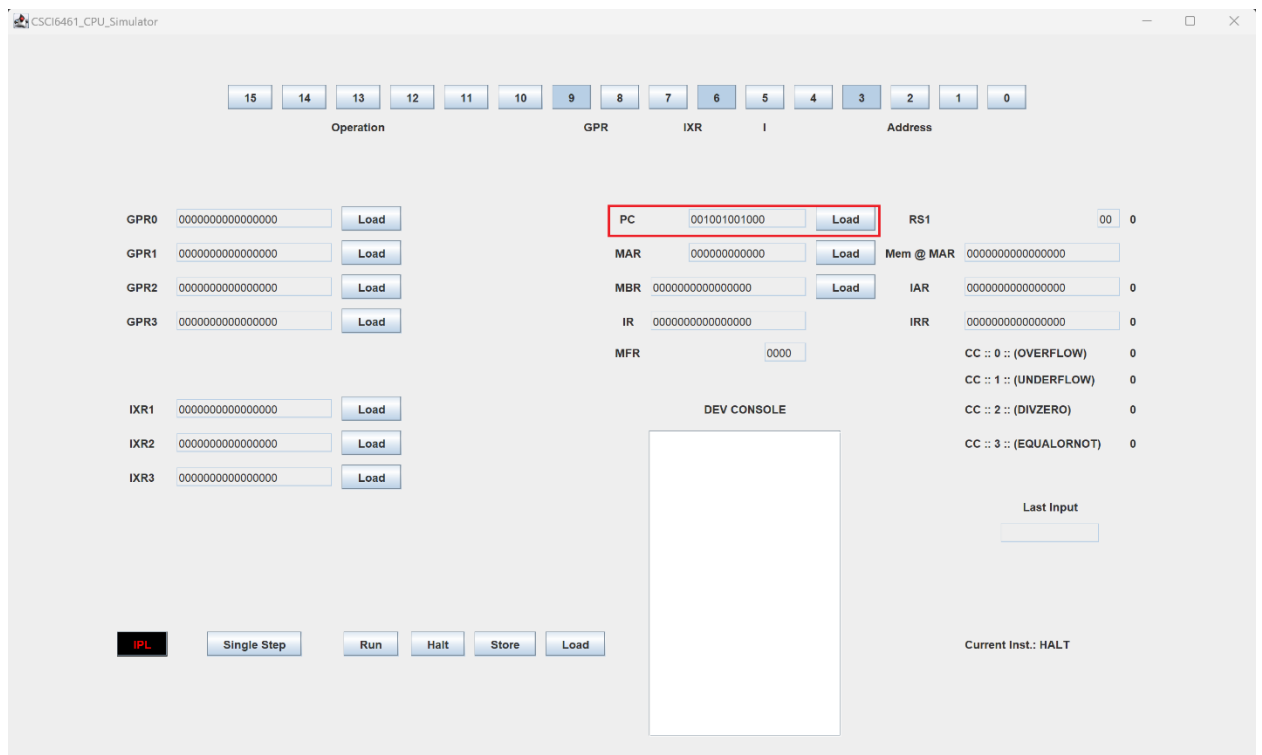 CSCI6461_CPU_Simulator
15 14 13 12 11 10 9 8 7 6 5 4 3 2 1 0
Operation GPR IXR I Address
GPR0 0000000000000000 Load PC 001001001000 Load RS1 00 0
GPR1 0000000000000000 Load MAR 000000000000 Load Mem @ MAR 0000000000000000
GPR2 0000000000000000 Load MBR 0000000000000000 Load IAR 0000000000000000 0
GPR3 0000000000000000 Load IR 0000000000000000 IRR 0000000000000000 0
MFR 0000 CC :: 0 :: (OVERFLOW) 0
CC :: 1 :: (UNDERFLOW) 0
IXR1 0000000000000000 Load DEV CONSOLE CC :: 2 :: (DIVZERO) 0
IXR2 0000000000000000 Load CC :: 3 :: (EQUALORNOT) 0
IXR3 0000000000000000 Load
Last Input
IPL Single Step Run Halt Store Load Current Inst.: HALT